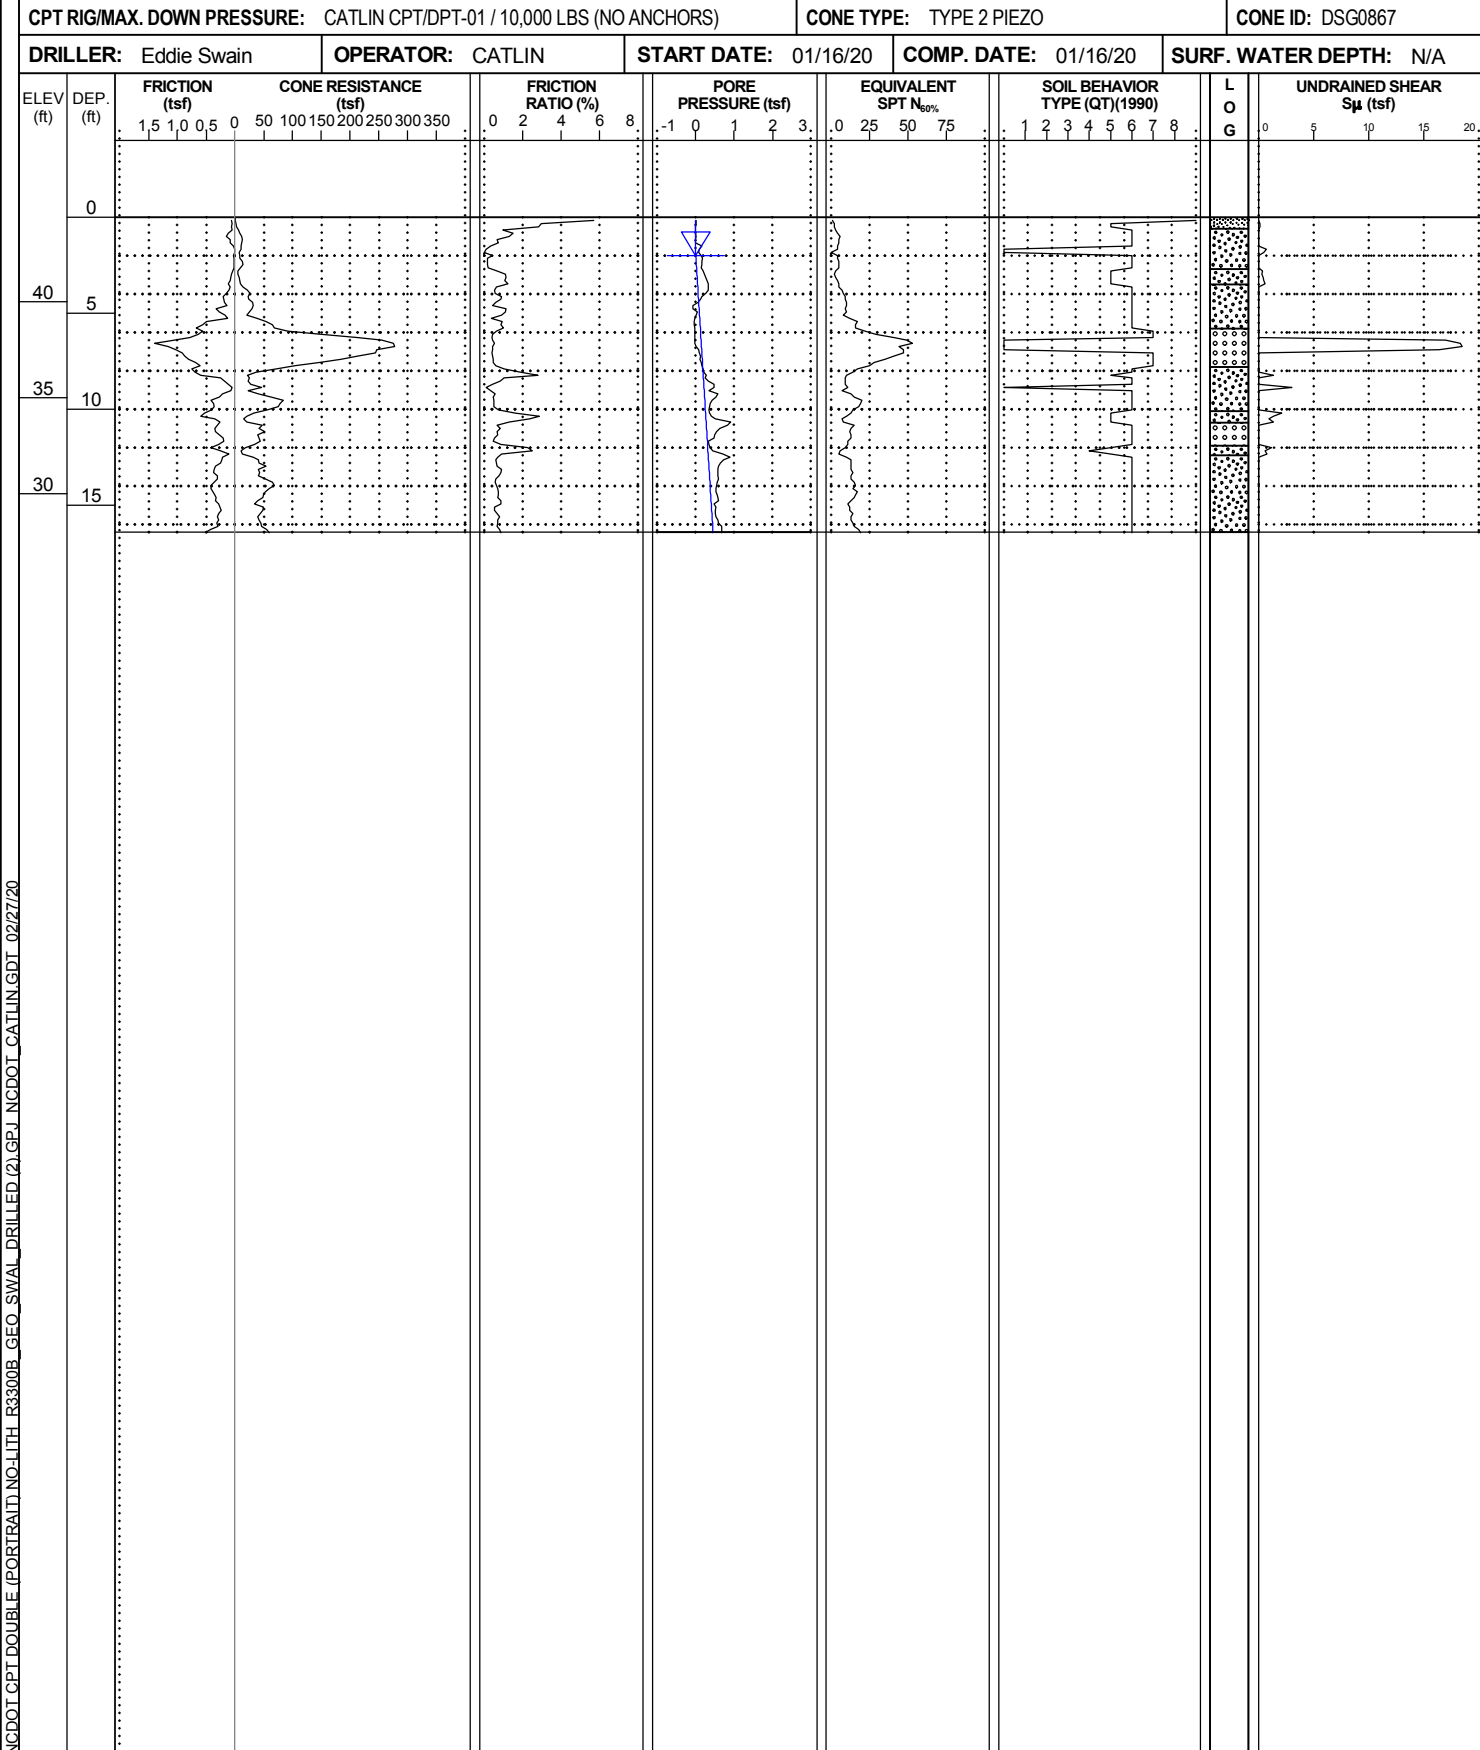 CPT RIG/MAX. DOWN PRESSURE: CATLIN CPT/DPT-01 / 10,000 LBS (NO ANCHORS) CONE TYPE: TYPE 2 PIEZO CONE ID: DSG0867
DRILLER: Eddie Swain OPERATOR: CATLIN START DATE: 01/16/20 COMP. DATE: 01/16/20 SURF. WATER DEPTH: N/A
ELEV (ft)
DEP. (ft)
FRICTION (tsf)
1.5 1.0 0.5 0
CONE RESISTANCE (tsf)
50 100 150 200 250 300 350
FRICTION RATIO (%)
0 2 4 6 8
PORE PRESSURE (tsf)
-1 0 1 2 3
EQUIVALENT SPT N60%
0 25 50 75
SOIL BEHAVIOR TYPE (QT)(1990)
1 2 3 4 5 6 7 8
L
O
G
UNDRAINED SHEAR Sμ (tsf)
0 5 10 15 20
0
40
5
35
10
30
15
NCDOT CPT DOUBLE (PORTRAIT) NO-LITH R3300B_GEO_SWAL_DRILLED (2).GPJ NCDOT_CATLIN.GDT 02/27/20